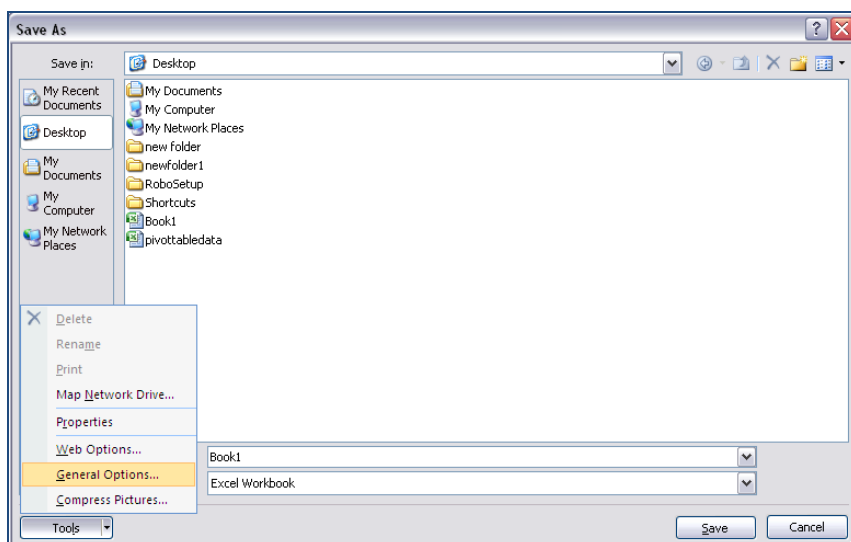 Save As
Save in:
Desktop
My Recent
Documents
Desktop
My
Documents
My
Computer
My Network
Places
My Documents
My Computer
My Network Places
new folder
newfolder1
RoboSetup
Shortcuts
Book1
pivottabledata
Delete
Rename
Print
Map Network Drive...
Properties
Web Options...
General Options...
Compress Pictures...
Book1
Excel Workbook
Tools
Save
Cancel